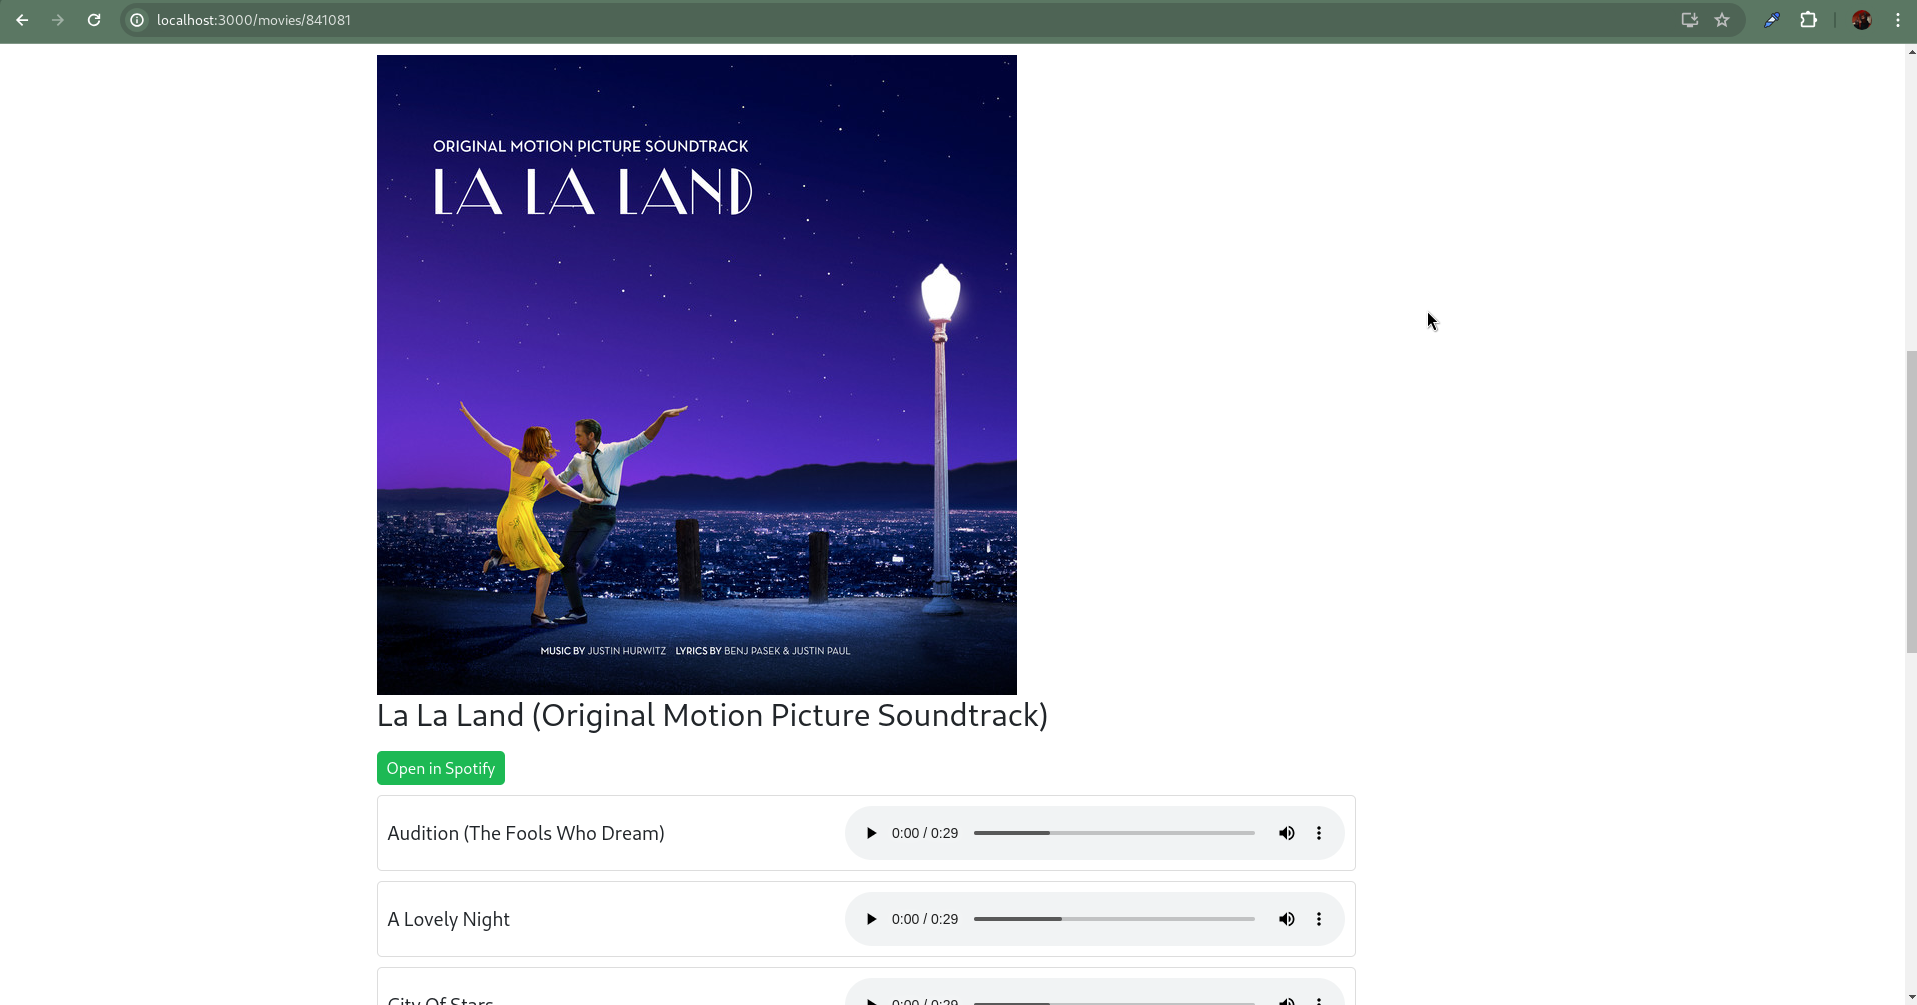 localhost:3000/movies/841081
ORIGINAL MOTION PICTURE SOUNDTRACK
LA LA LAND
MUSIC BY JUSTIN HURWITZ LYRICS BY BENJ PASEK & JUSTIN PAUL
La La Land (Original Motion Picture Soundtrack)
Open in Spotify
Audition (The Fools Who Dream) 0:00 / 0:29
A Lovely Night 0:00 / 0:29
City Of Stars 0:00 / 0:29